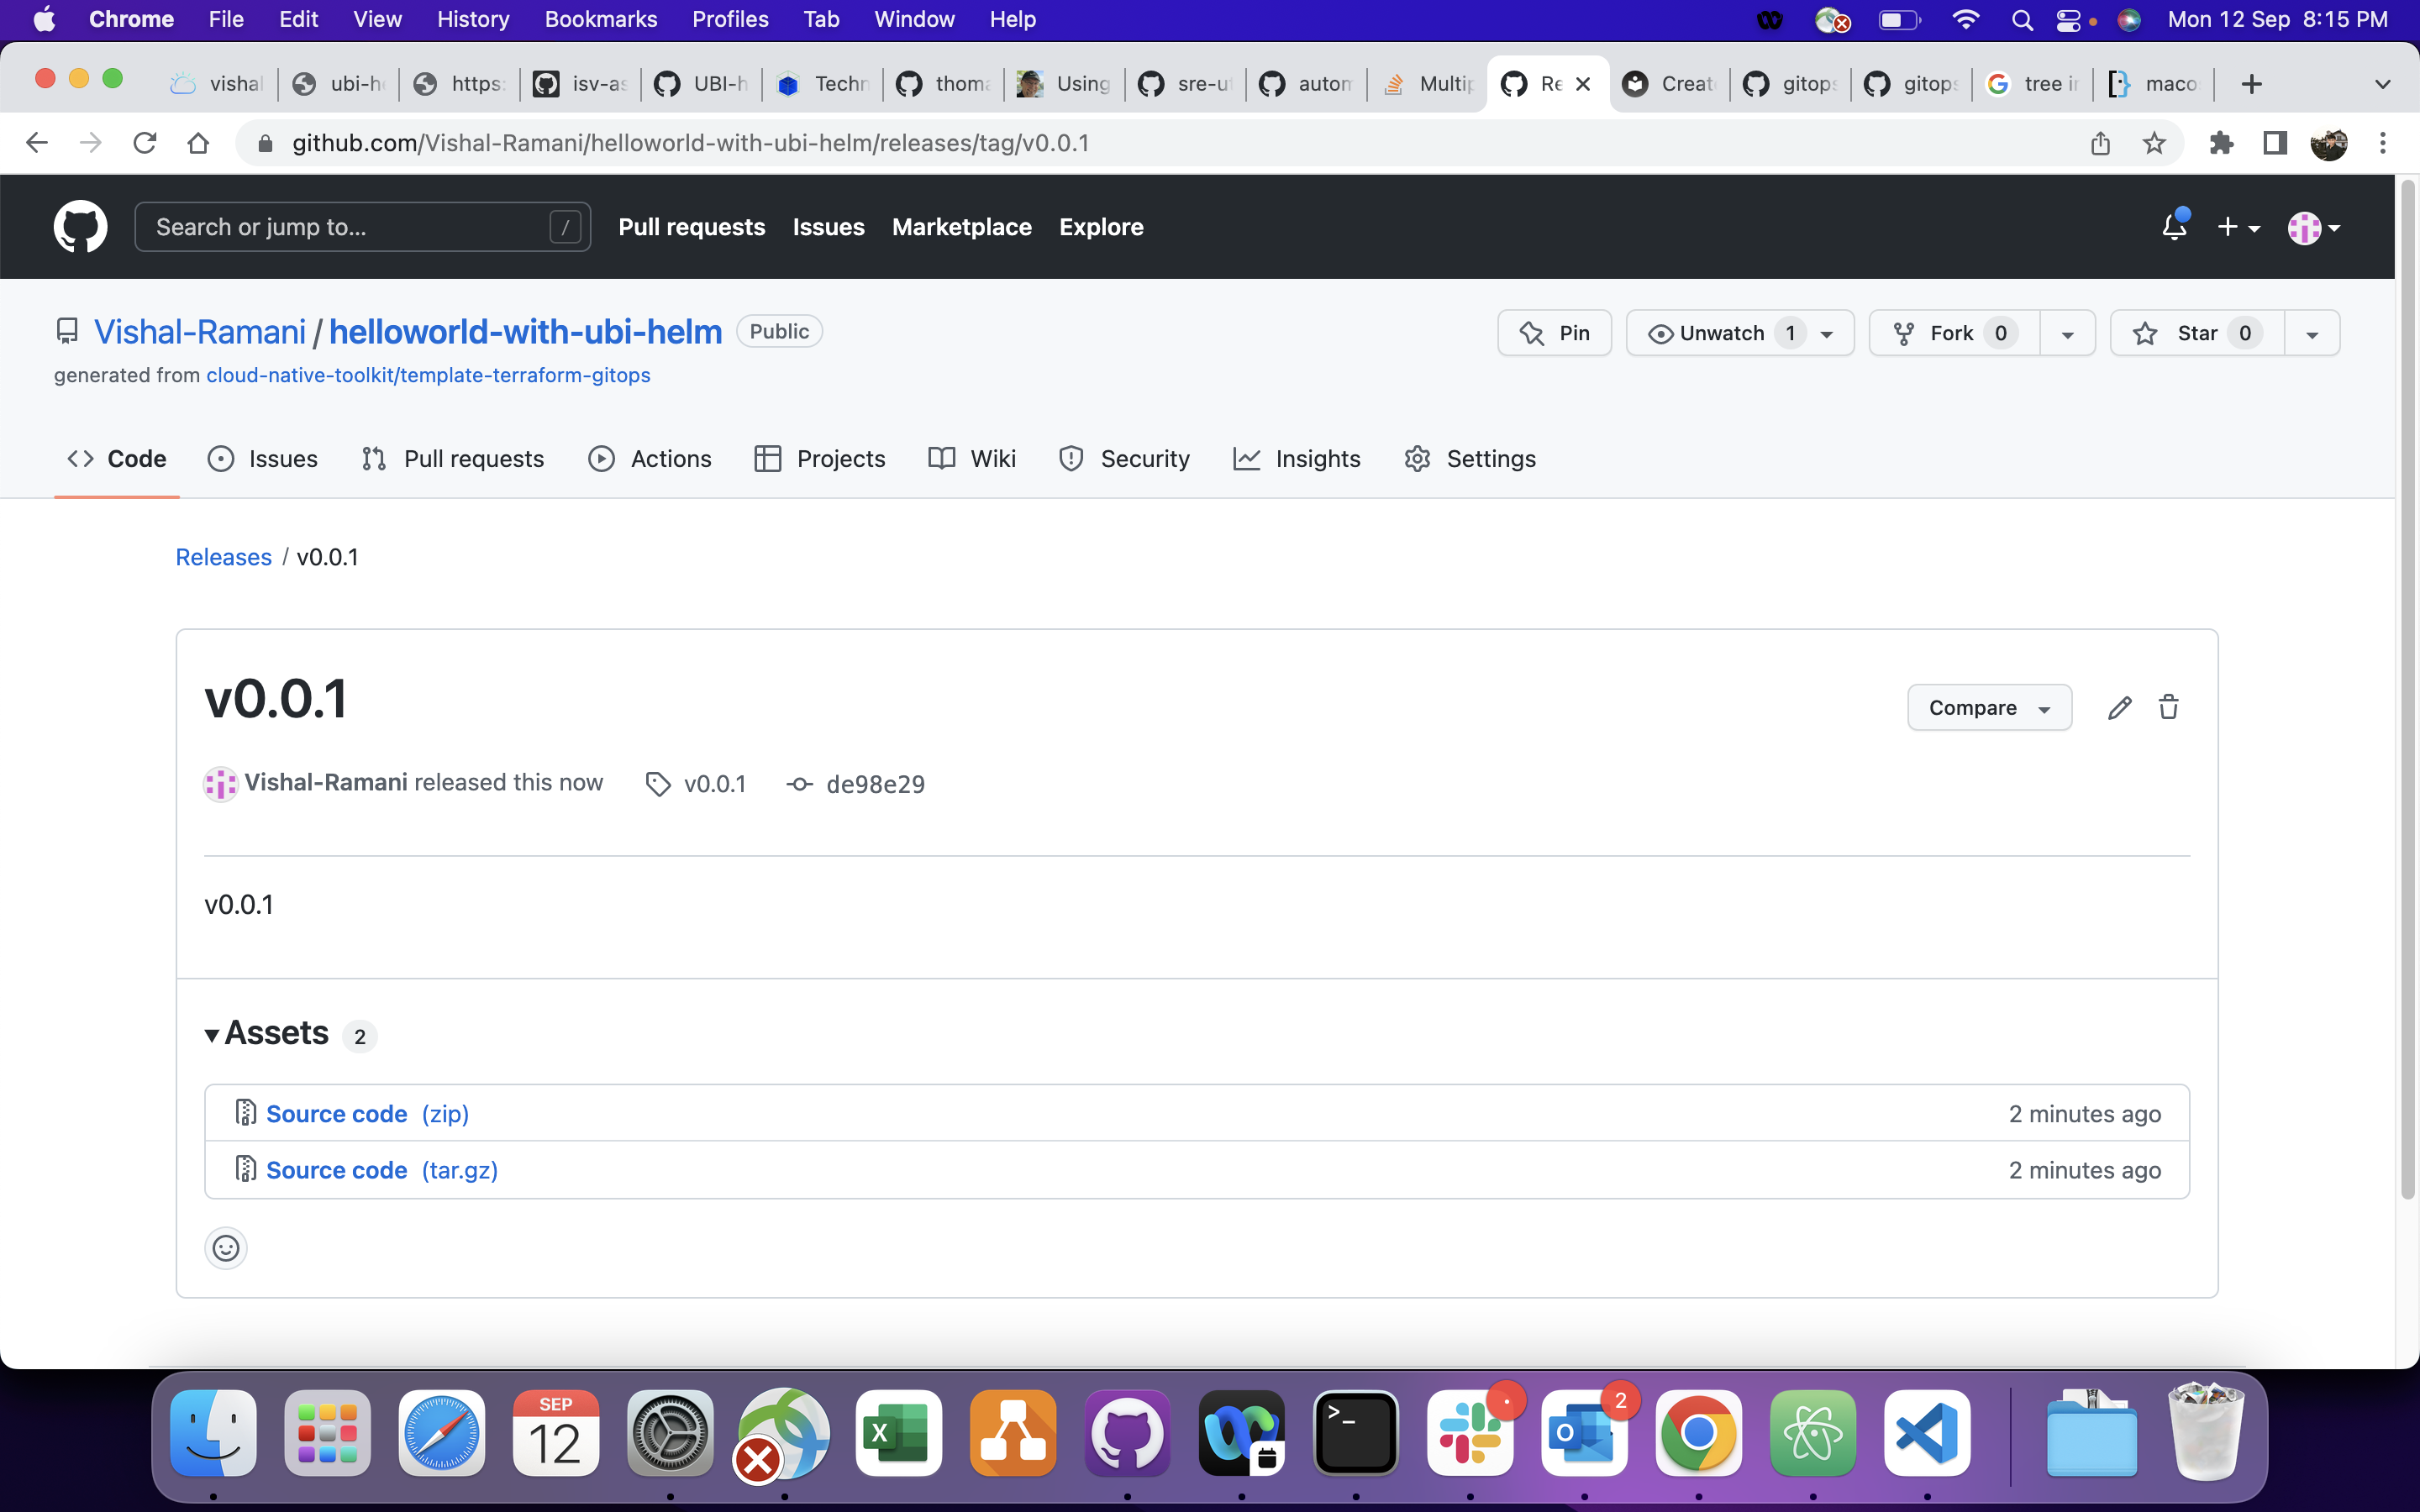 Chrome File Edit View History Bookmarks Profiles Tab Window Help Mon 12 Sep 8:15 PM
vishal ubi-h https: isv-as UBI-h Techn thoma Using sre-ut autom Multip Re Creat gitops gitops tree in maco
github.com/Vishal-Ramani/helloworld-with-ubi-helm/releases/tag/v0.0.1
Search or jump to... / Pull requests Issues Marketplace Explore
Vishal-Ramani / helloworld-with-ubi-helm Public Pin Unwatch 1 Fork 0 Star 0
generated from cloud-native-toolkit/template-terraform-gitops
Code Issues Pull requests Actions Projects Wiki Security Insights Settings
Releases / v0.0.1
v0.0.1 Compare
Vishal-Ramani released this now v0.0.1 de98e29
v0.0.1
Assets 2
Source code (zip) 2 minutes ago
Source code (tar.gz) 2 minutes ago
SEP
12
2